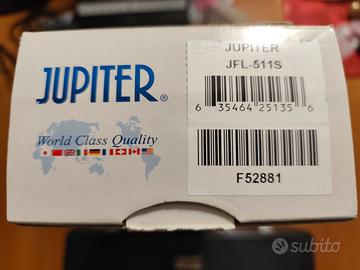 JUPITER®
World Class Quality
JUPITER
JFL-511S
6 35464 25135 6
F52881
subito